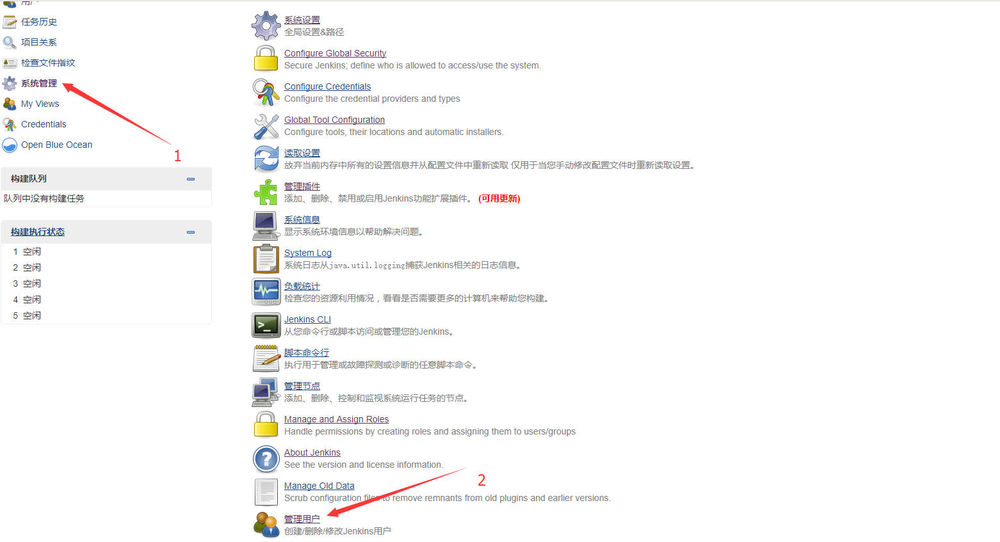 用户
任务历史
项目关系
检查文件指纹
系统管理
My Views
Credentials
Open Blue Ocean
1
构建队列
队列中没有构建任务
构建执行状态
1 空闲
2 空闲
3 空闲
4 空闲
5 空闲
系统设置
全局设置&路径
Configure Global Security
Secure Jenkins; define who is allowed to access/use the system.
Configure Credentials
Configure the credential providers and types
Global Tool Configuration
Configure tools, their locations and automatic installers.
读取设置
放弃当前内存中所有的设置信息并从配置文件中重新读取 仅用于当您手动修改配置文件时重新读取设置。
管理插件
添加、删除、禁用或启用Jenkins功能扩展插件。 (可用更新)
系统信息
显示系统环境信息以帮助解决问题。
System Log
系统日志从java.util.logging捕获Jenkins相关的日志信息。
负载统计
检查您的资源利用情况，看看是否需要更多的计算机来帮助您构建。
Jenkins CLI
从您命令行或脚本访问或管理您的Jenkins。
脚本命令行
执行用于管理或故障探测或诊断的任意脚本命令。
管理节点
添加、删除、控制和监视系统运行任务的节点。
Manage and Assign Roles
Handle permissions by creating roles and assigning them to users/groups
About Jenkins
See the version and license information.
2
Manage Old Data
Scrub configuration files to remove remnants from old plugins and earlier versions.
管理用户
创建/删除/修改Jenkins用户